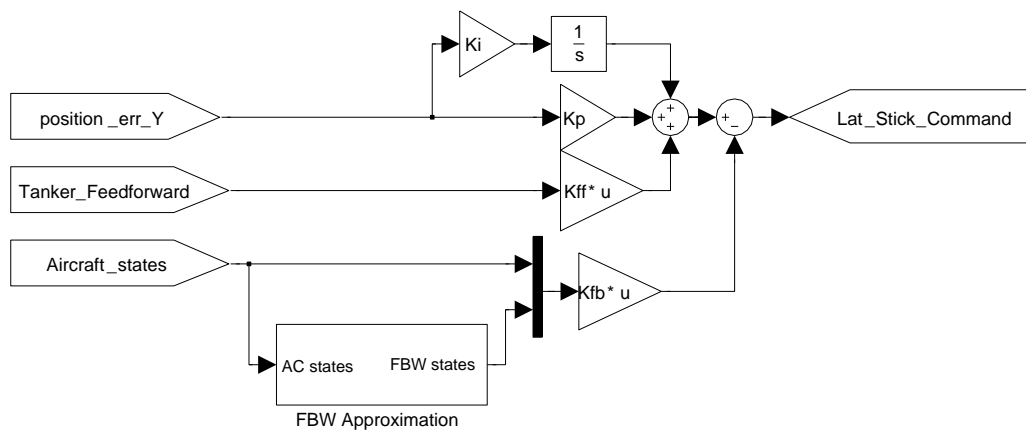 Ki
1
s
position _err_Y
Kp
+
+
+
+
−
Lat_Stick_Command
Tanker_Feedforward
Kff* u
Aircraft_states
Kfb* u
AC states
FBW states
FBW Approximation